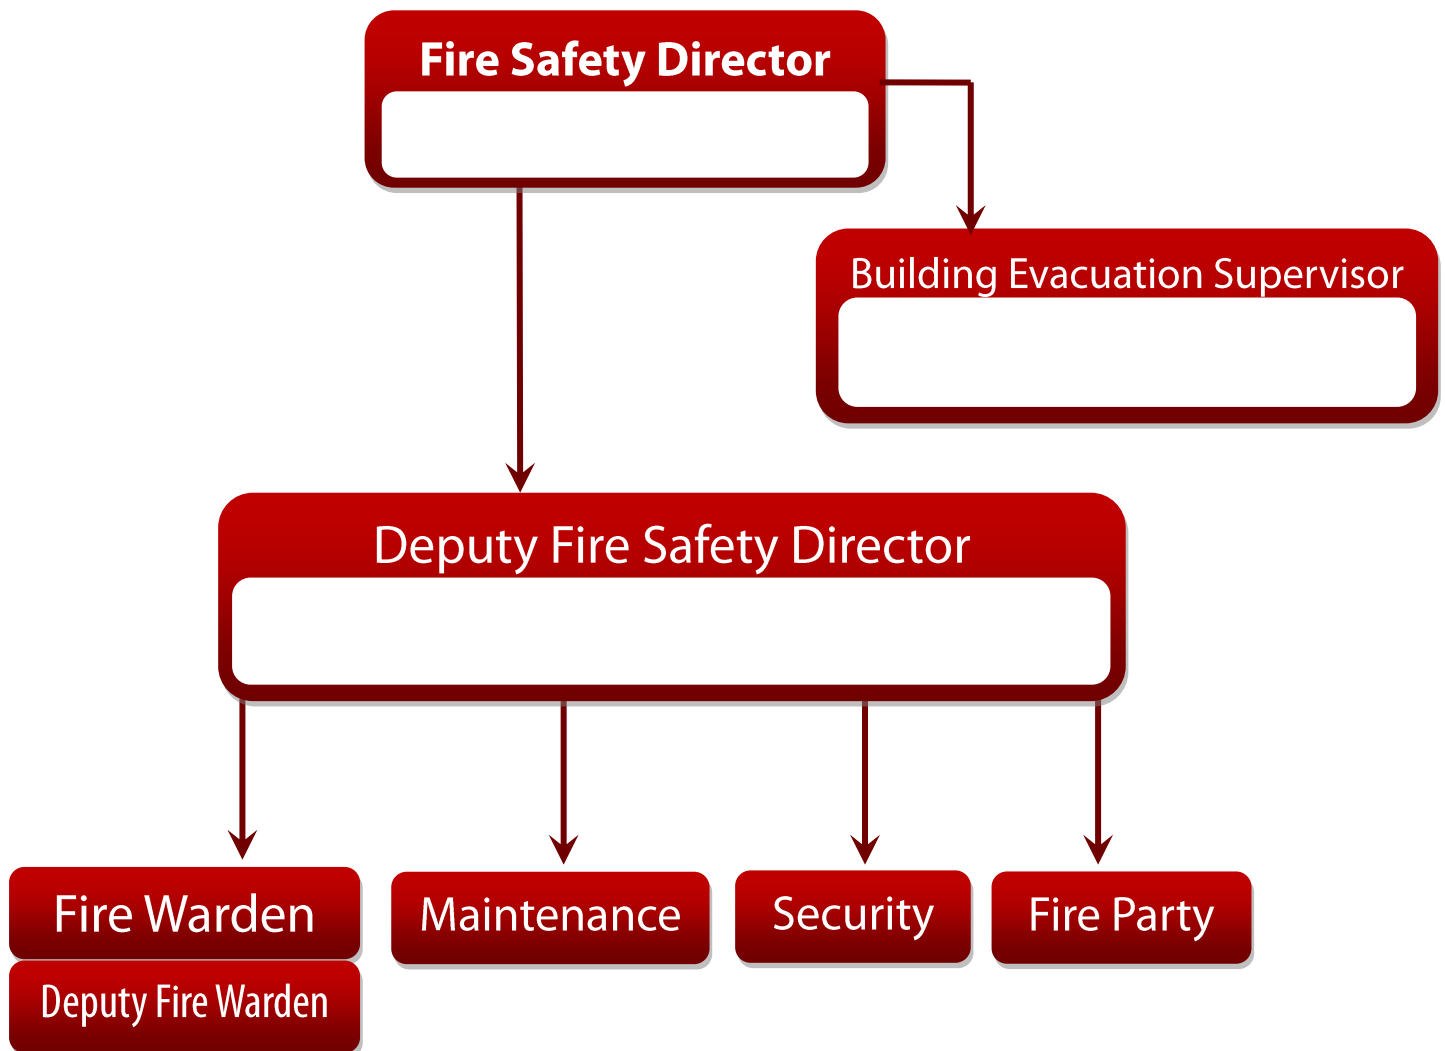 Fire Safety Director
Building Evacuation Supervisor
Deputy Fire Safety Director
Fire Warden
Maintenance
Security
Fire Party
Deputy Fire Warden